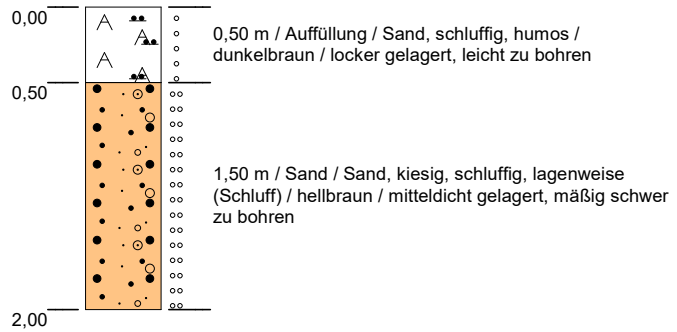 0,00
0,50 m / Auffüllung / Sand, schluffig, humos /
dunkelbraun / locker gelagert, leicht zu bohren
0,50
1,50 m / Sand / Sand, kiesig, schluffig, lagenweise
(Schluff) / hellbraun / mitteldicht gelagert, mäßig schwer
zu bohren
2,00